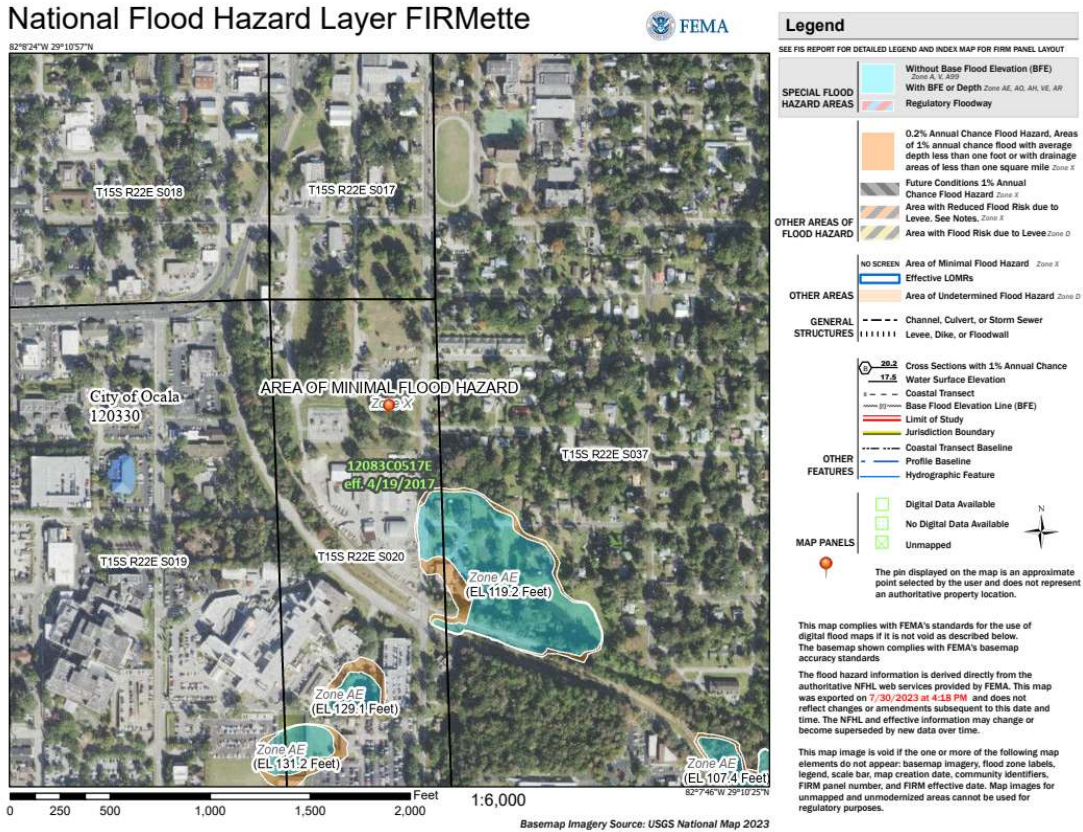 National Flood Hazard Layer FIRMette
FEMA
82°8'24"W 29°10'57"N
T15S R22E S018
T15S R22E S017
AREA OF MINIMAL FLOOD HAZARD
Zone X
City of Ocala
120330
T15S R22E S037
12083C0517E
eff. 4/19/2017
T15S R22E S019
T15S R22E S020
Zone AE
(EL 119.2 Feet)
Zone AE
(EL 129.1 Feet)
Zone AE
(EL 131.2 Feet)
Zone AE
(EL 107.4 Feet)
82°7'46"W 29°10'25"N
Feet
0 250 500 1,000 1,500 2,000
1:6,000
Basemap Imagery Source: USGS National Map 2023
Legend
SEE FIS REPORT FOR DETAILED LEGEND AND INDEX MAP FOR FIRM PANEL LAYOUT
SPECIAL FLOOD
HAZARD AREAS
Without Base Flood Elevation (BFE)
Zone A, V, A99
With BFE or Depth Zone AE, AO, AH, VE, AR
Regulatory Floodway
OTHER AREAS OF
FLOOD HAZARD
0.2% Annual Chance Flood Hazard, Areas
of 1% annual chance flood with average
depth less than one foot or with drainage
areas of less than one square mile Zone X
Future Conditions 1% Annual
Chance Flood Hazard Zone X
Area with Reduced Flood Risk due to
Levee. See Notes. Zone X
Area with Flood Risk due to Levee Zone D
OTHER AREAS
NO SCREEN Area of Minimal Flood Hazard Zone X
Effective LOMRs
Area of Undetermined Flood Hazard Zone D
GENERAL
STRUCTURES
Channel, Culvert, or Storm Sewer
Levee, Dike, or Floodwall
OTHER
FEATURES
B 20.2 Cross Sections with 1% Annual Chance
17.5 Water Surface Elevation
8 Coastal Transect
513 Base Flood Elevation Line (BFE)
Limit of Study
Jurisdiction Boundary
Coastal Transect Baseline
Profile Baseline
Hydrographic Feature
MAP PANELS
Digital Data Available
No Digital Data Available
Unmapped
N
The pin displayed on the map is an approximate
point selected by the user and does not represent
an authoritative property location.
This map complies with FEMA's standards for the use of
digital flood maps if it is not void as described below.
The basemap shown complies with FEMA's basemap
accuracy standards
The flood hazard information is derived directly from the
authoritative NFHL web services provided by FEMA. This map
was exported on 7/30/2023 at 4:18 PM and does not
reflect changes or amendments subsequent to this date and
time. The NFHL and effective information may change or
become superseded by new data over time.
This map image is void if the one or more of the following map
elements do not appear: basemap imagery, flood zone labels,
legend, scale bar, map creation date, community identifiers,
FIRM panel number, and FIRM effective date. Map images for
unmapped and unmodernized areas cannot be used for
regulatory purposes.